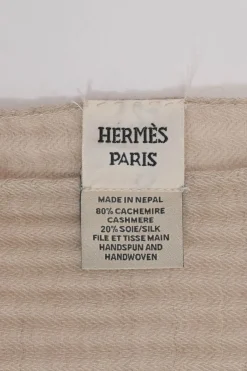 HERMÈS
PARIS
MADE IN NEPAL
80% CACHEMIRE
CASHMERE
20% SOIE/SILK
FILE ET TISSE MAIN
HANDSPUN AND
HANDWOVEN